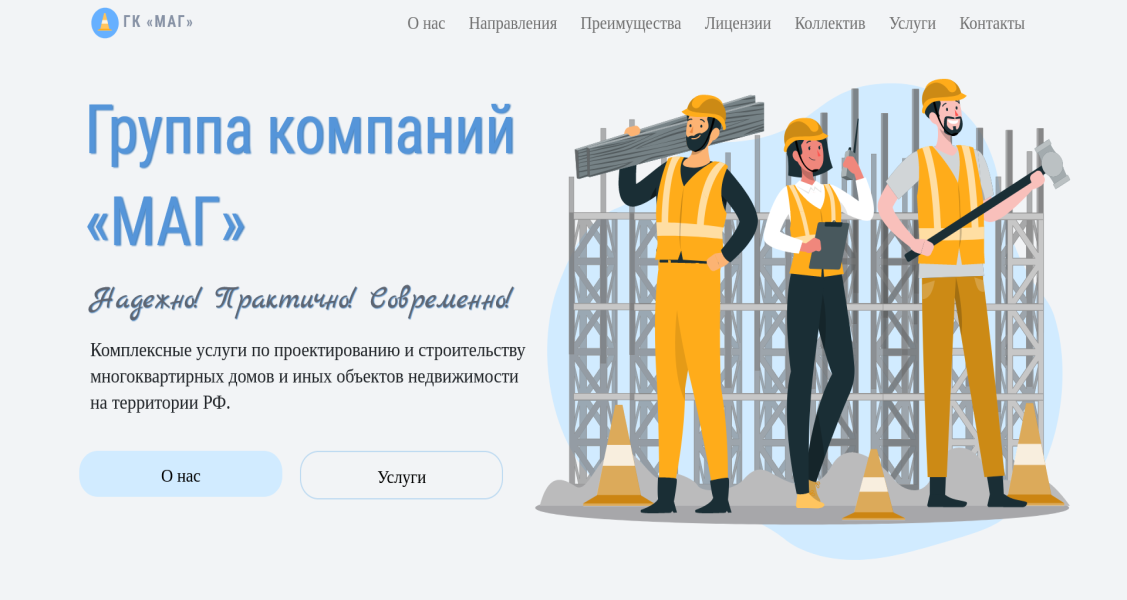 ГК «МАГ»
О нас Направления Преимущества Лицензии Коллектив Услуги Контакты
Группа компаний
«МАГ»
Надежно! Практично! Современно!
Комплексные услуги по проектированию и строительству
многоквартирных домов и иных объектов недвижимости
на территории РФ.
О нас
Услуги